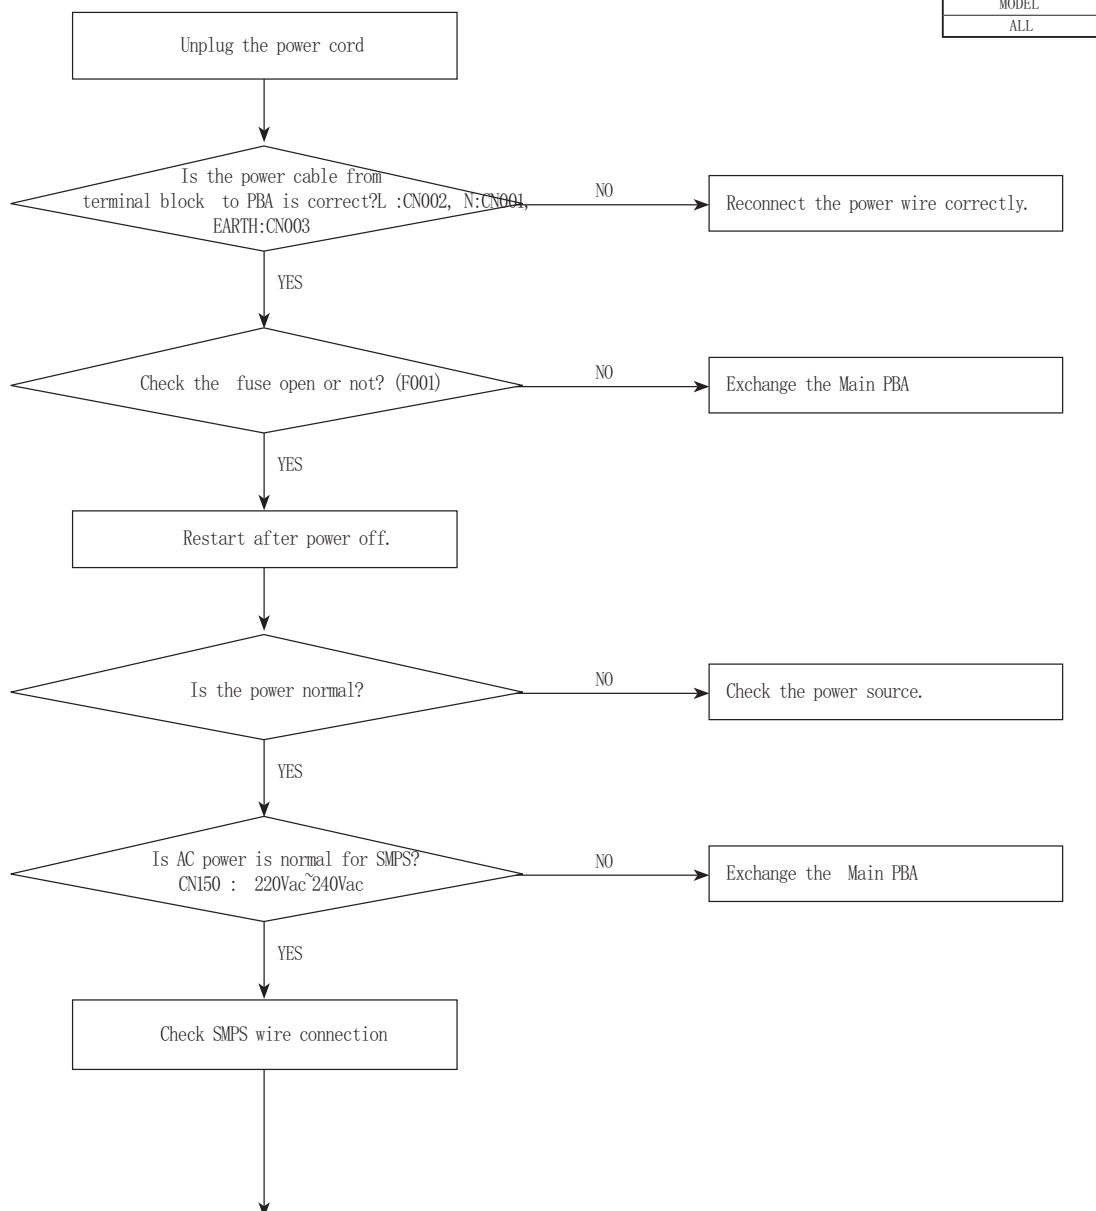 MODEL
ALL
Unplug the power cord
Is the power cable from
terminal block to PBA is correct?L :CN002, N:CN001,
EARTH:CN003
NO
Reconnect the power wire correctly.
YES
Check the fuse open or not? (F001)
NO
Exchange the Main PBA
YES
Restart after power off.
Is the power normal?
NO
Check the power source.
YES
Is AC power is normal for SMPS?
CN150 : 220Vac~240Vac
NO
Exchange the Main PBA
YES
Check SMPS wire connection